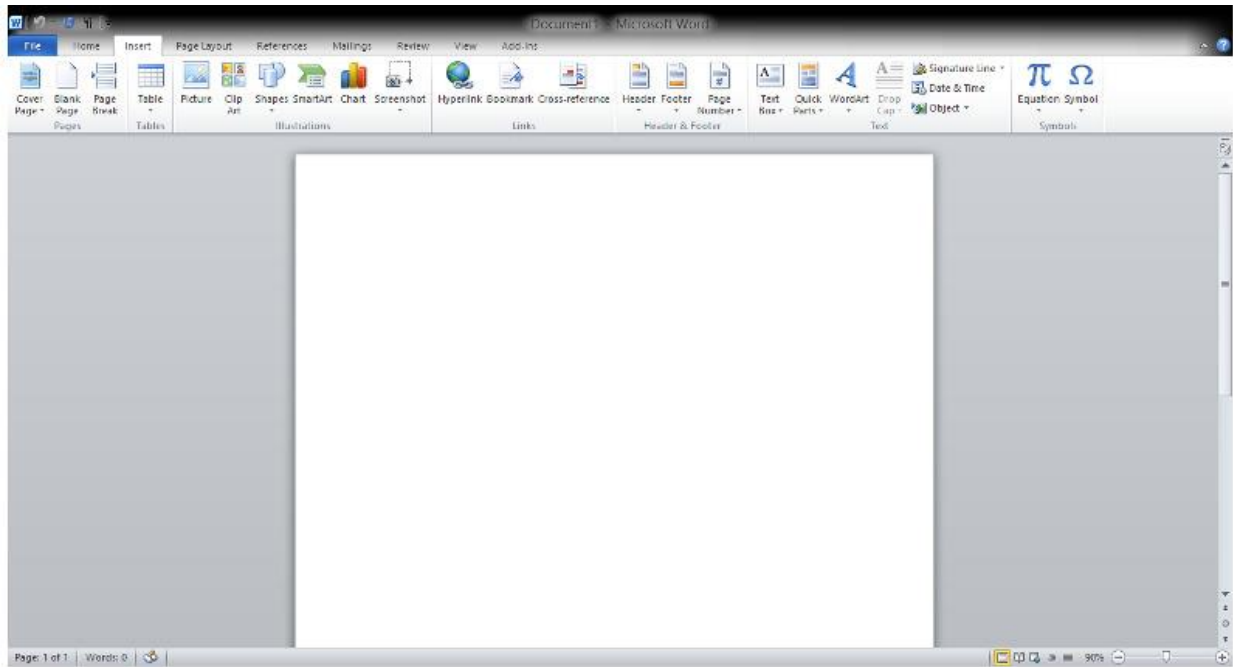 W
Document1 - Microsoft Word
File Home Insert Page Layout References Mailings Review View Add-Ins
Cover Page Blank Page Page Break Table Picture Clip Art Shapes SmartArt Chart Screenshot Hyperlink Bookmark Cross-reference Header Footer Page Number Text Box Quick Parts WordArt Drop Cap Signature Line Date & Time Object Equation Symbol
Pages Tables Illustrations Links Header & Footer Text Symbols
Page: 1 of 1 Words: 0 90%